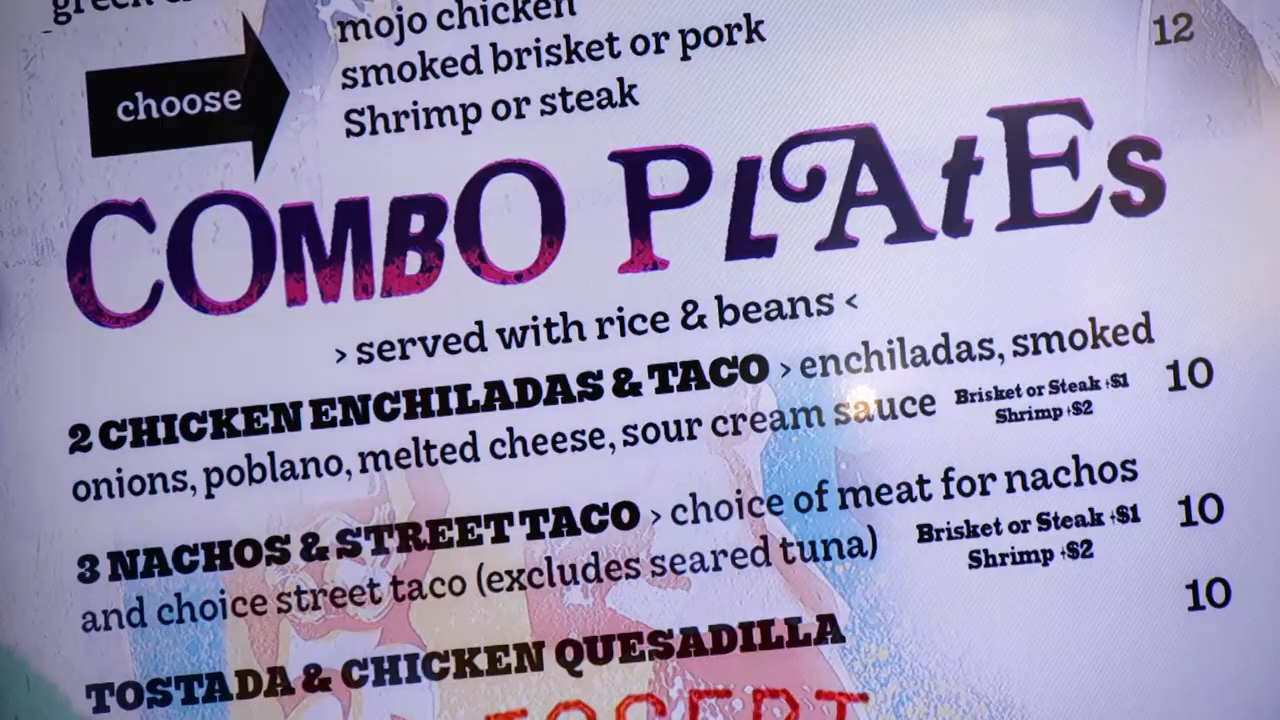 mojo chicken
smoked brisket or pork 12
choose
Shrimp or steak
COMBO PLAtEs
› served with rice & beans ‹
2 CHICKEN ENCHILADAS & TACO › enchiladas, smoked
onions, poblano, melted cheese, sour cream sauce Brisket or Steak +$1 10
Shrimp +$2
3 NACHOS & STREET TACO › choice of meat for nachos
and choice street taco (excludes seared tuna) Brisket or Steak +$1 10
Shrimp +$2
TOSTADA & CHICKEN QUESADILLA 10